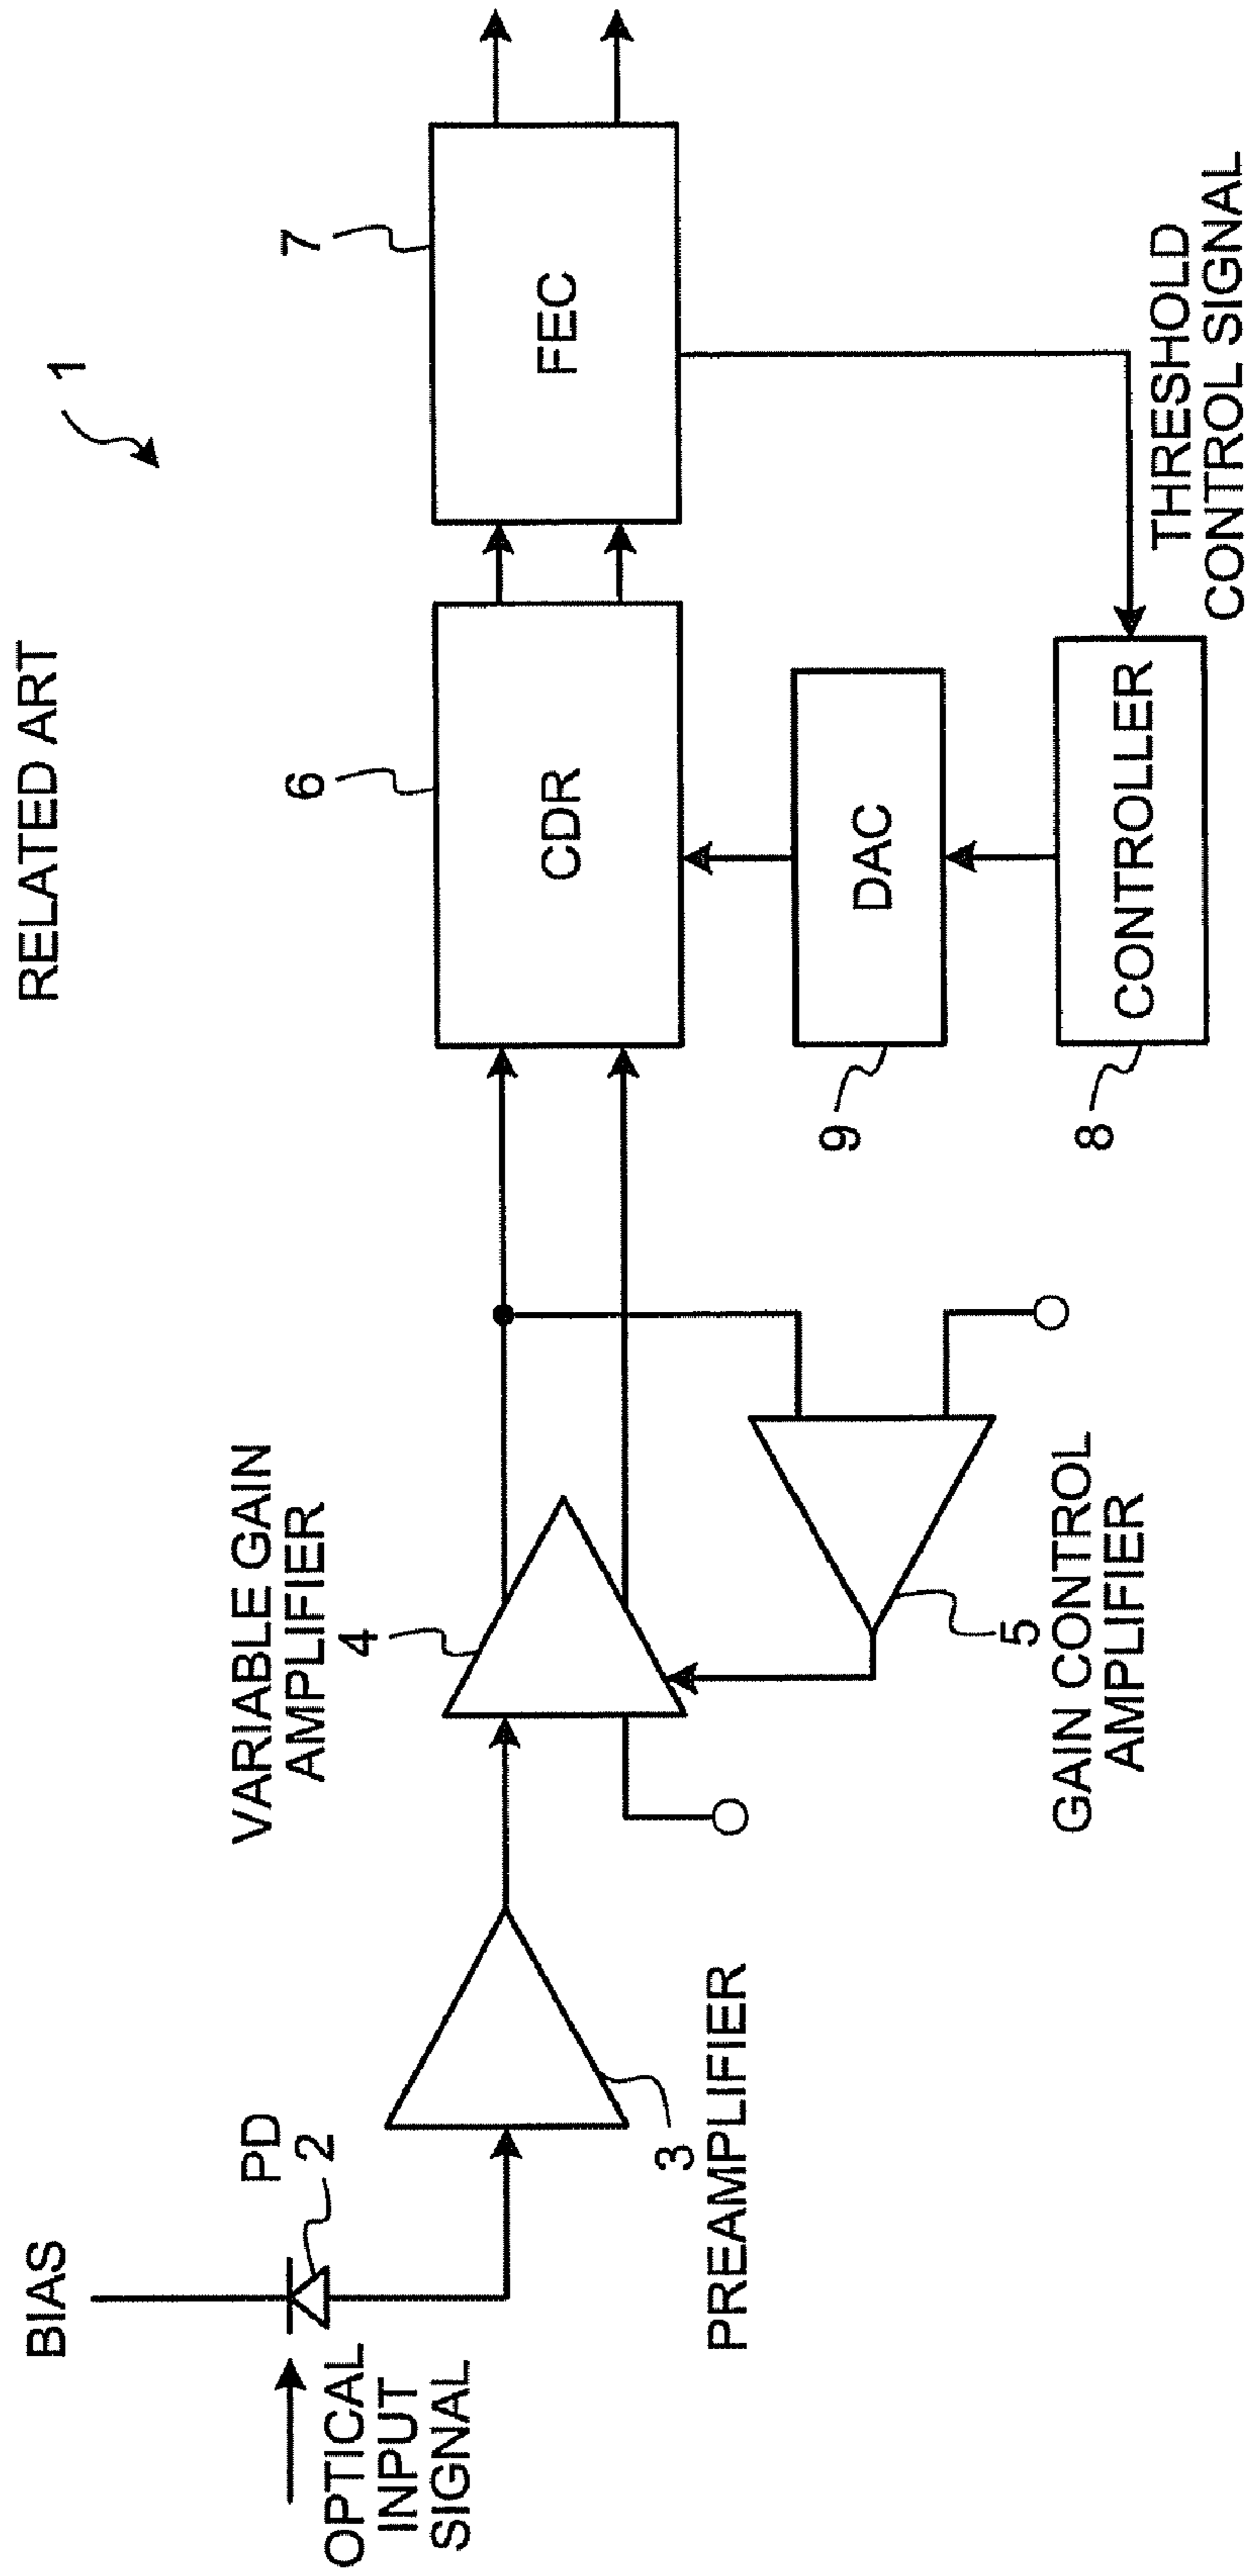 RELATED ART
1
BIAS
PD
2
OPTICAL
INPUT
SIGNAL
3
PREAMPLIFIER
VARIABLE GAIN
AMPLIFIER
4
5
GAIN CONTROL
AMPLIFIER
6
CDR
7
FEC
9
DAC
8
CONTROLLER
THRESHOLD
CONTROL SIGNAL